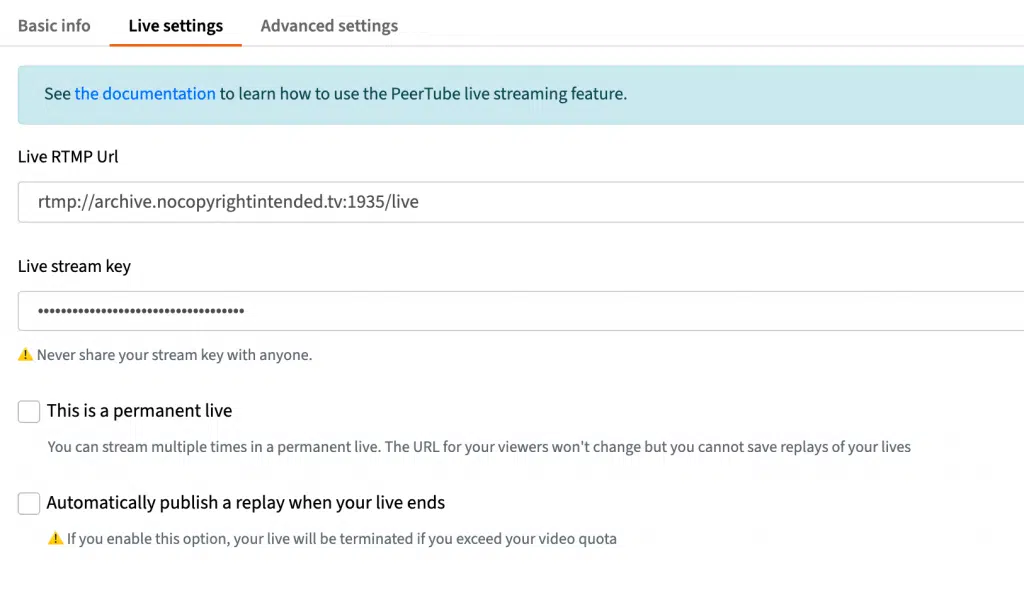 Basic info Live settings Advanced settings
See the documentation to learn how to use the PeerTube live streaming feature.
Live RTMP Url
rtmp://archive.nocopyrightintended.tv:1935/live
Live stream key
••••••••••••••••••••••••••••••••••••
Never share your stream key with anyone.
This is a permanent live
You can stream multiple times in a permanent live. The URL for your viewers won't change but you cannot save replays of your lives
Automatically publish a replay when your live ends
If you enable this option, your live will be terminated if you exceed your video quota